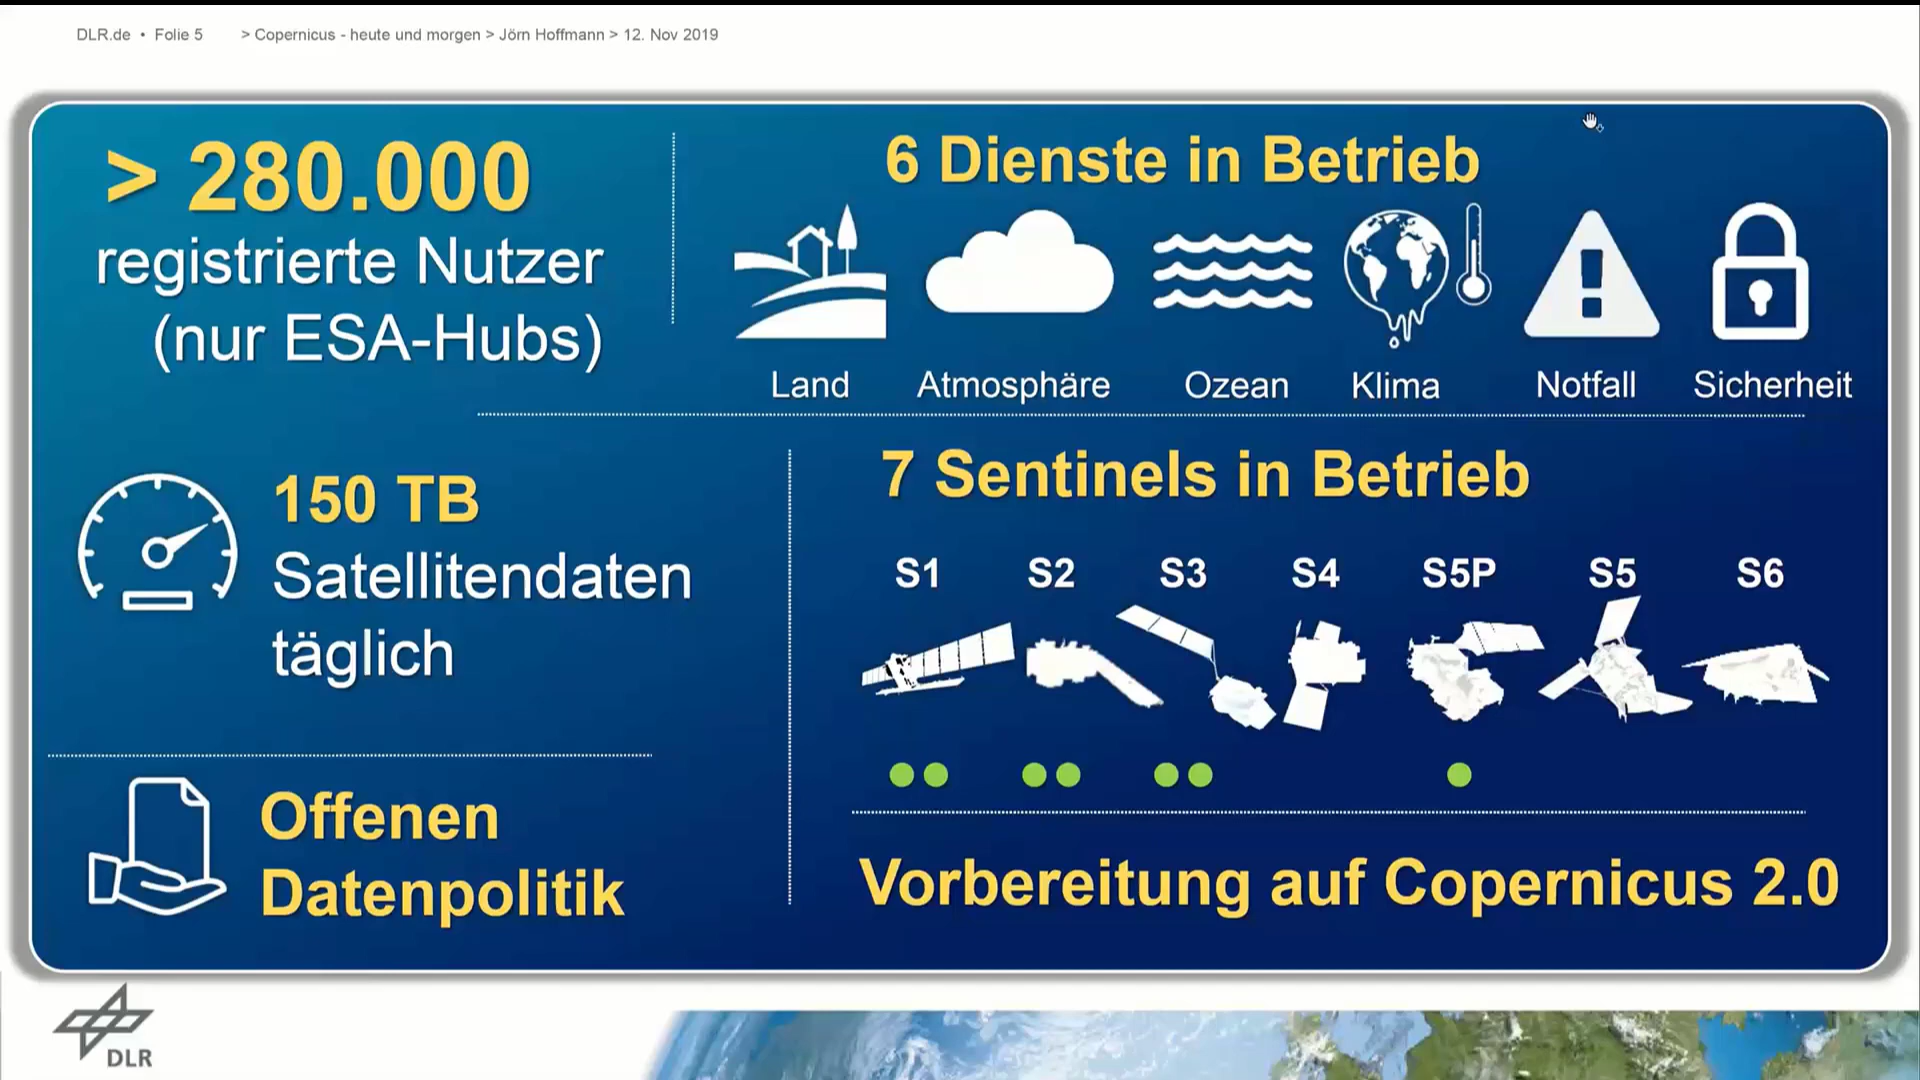 DLR.de • Folie 5 > Copernicus - heute und morgen > Jörn Hoffmann > 12. Nov 2019
> 280.000
registrierte Nutzer
(nur ESA-Hubs)
6 Dienste in Betrieb
Land Atmosphäre Ozean Klima Notfall Sicherheit
150 TB
Satellitendaten
täglich
7 Sentinels in Betrieb
S1 S2 S3 S4 S5P S5 S6
Offenen
Datenpolitik
Vorbereitung auf Copernicus 2.0
DLR